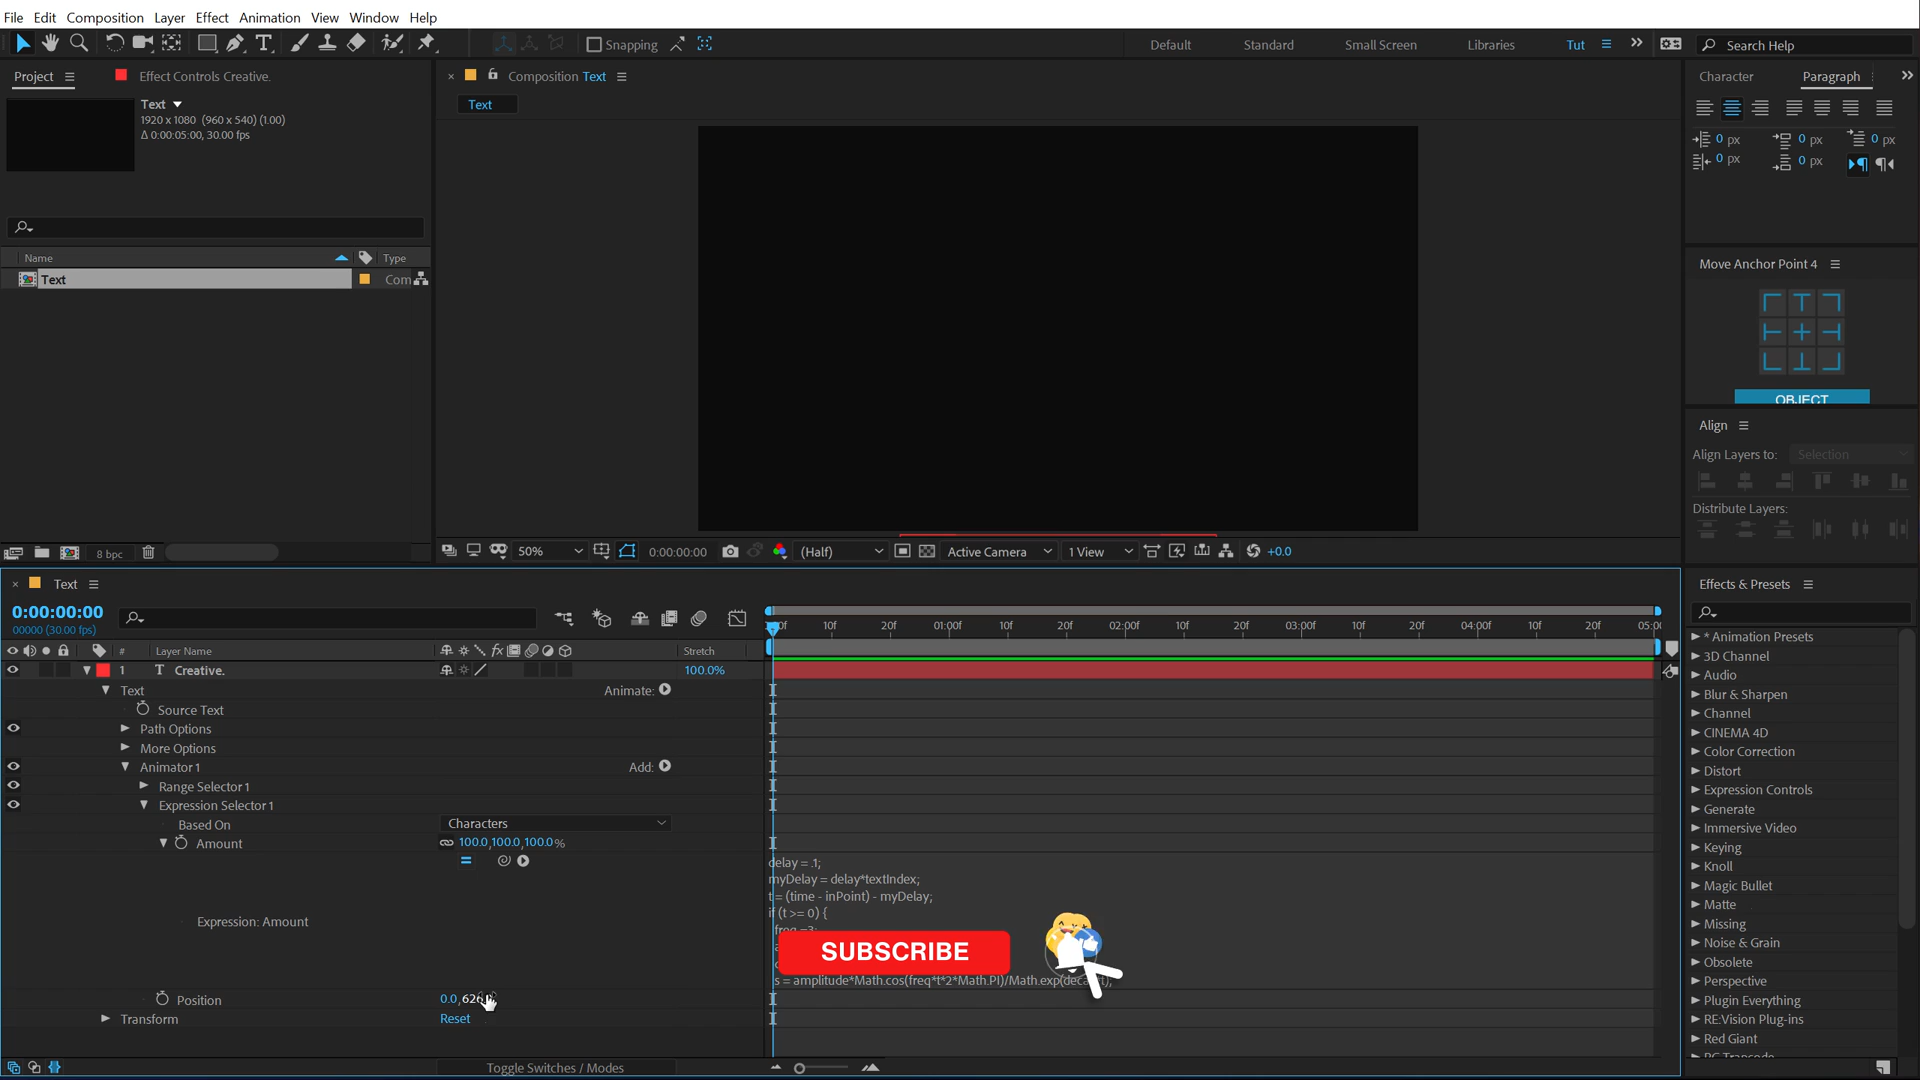 File Edit Composition Layer Effect Animation View Window Help
Snapping
Default Standard Small Screen Libraries Tut Search Help
Project Effect Controls Creative.
Composition Text
Character Paragraph
Text
1920 x 1080 (960 x 540) (1.00)
Δ 0:00:05:00, 30.00 fps
Text
0 px 0 px 0 px
0 px 0 px
Move Anchor Point 4
OBJECT
Name Type
Text Com
Align
Align Layers to: Selection
Distribute Layers:
8 bpc
50% 0:00:00:00 (Half) Active Camera 1 View +0.0
Text
Effects & Presets
0:00:00:00
00000 (30.00 fps)
10f 20f 01:00f 10f 20f 02:00f 10f 20f 03:00f 10f 20f 04:00f 10f 20f
# Layer Name Stretch
1 T Creative. 100.0%
Text Animate:
Source Text
Path Options
More Options
Animator 1 Add:
Range Selector 1
Expression Selector 1
Based On Characters
Amount 100.0,100.0,100.0%
Expression: Amount
delay = .1;
myDelay = delay*textIndex;
t = (time - inPoint) - myDelay;
if (t >= 0) {
SUBSCRIBE
s = amplitude*Math.cos(freq*t*2*Math.PI)/Math.exp(
Position 0.0,
Transform Reset
Toggle Switches / Modes
* Animation Presets
3D Channel
Audio
Blur & Sharpen
Channel
CINEMA 4D
Color Correction
Distort
Expression Controls
Generate
Immersive Video
Keying
Knoll
Magic Bullet
Matte
Missing
Noise & Grain
Obsolete
Perspective
Plugin Everything
RE:Vision Plug-ins
Red Giant